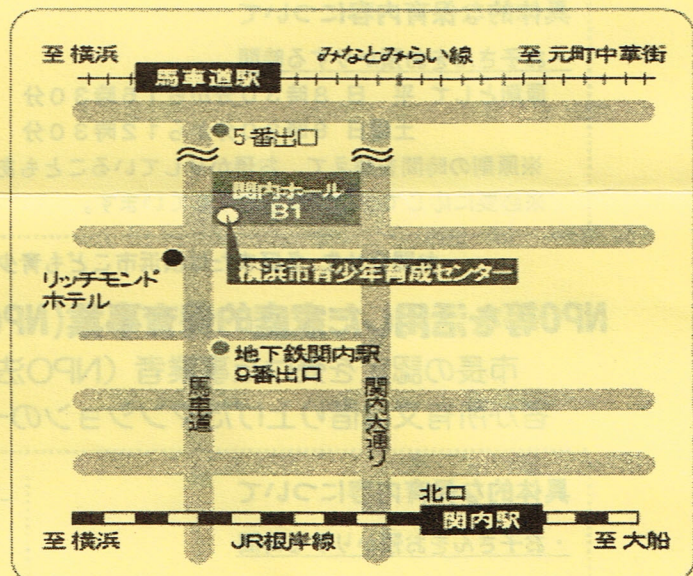 至 横浜 みなとみらい線 至 元町中華街
馬車道駅
5番出口
関内ホール
B1
横浜市青少年育成センター
リッチモンド
ホテル
地下鉄関内駅
9番出口
馬車道
関内大通り
北口
関内駅
至 横浜 JR根岸線 至 大船